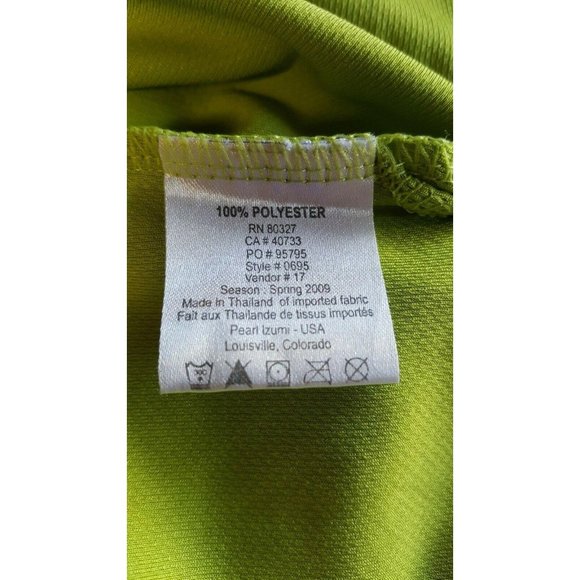 100% POLYESTER
RN 80327
CA # 40733
PO # 95795
Style # 0695
Vendor # 17
Season : Spring 2009
Made in Thailand of imported fabric
Fait aux Thailande de tissus importés
Pearl Izumi - USA
Louisville, Colorado